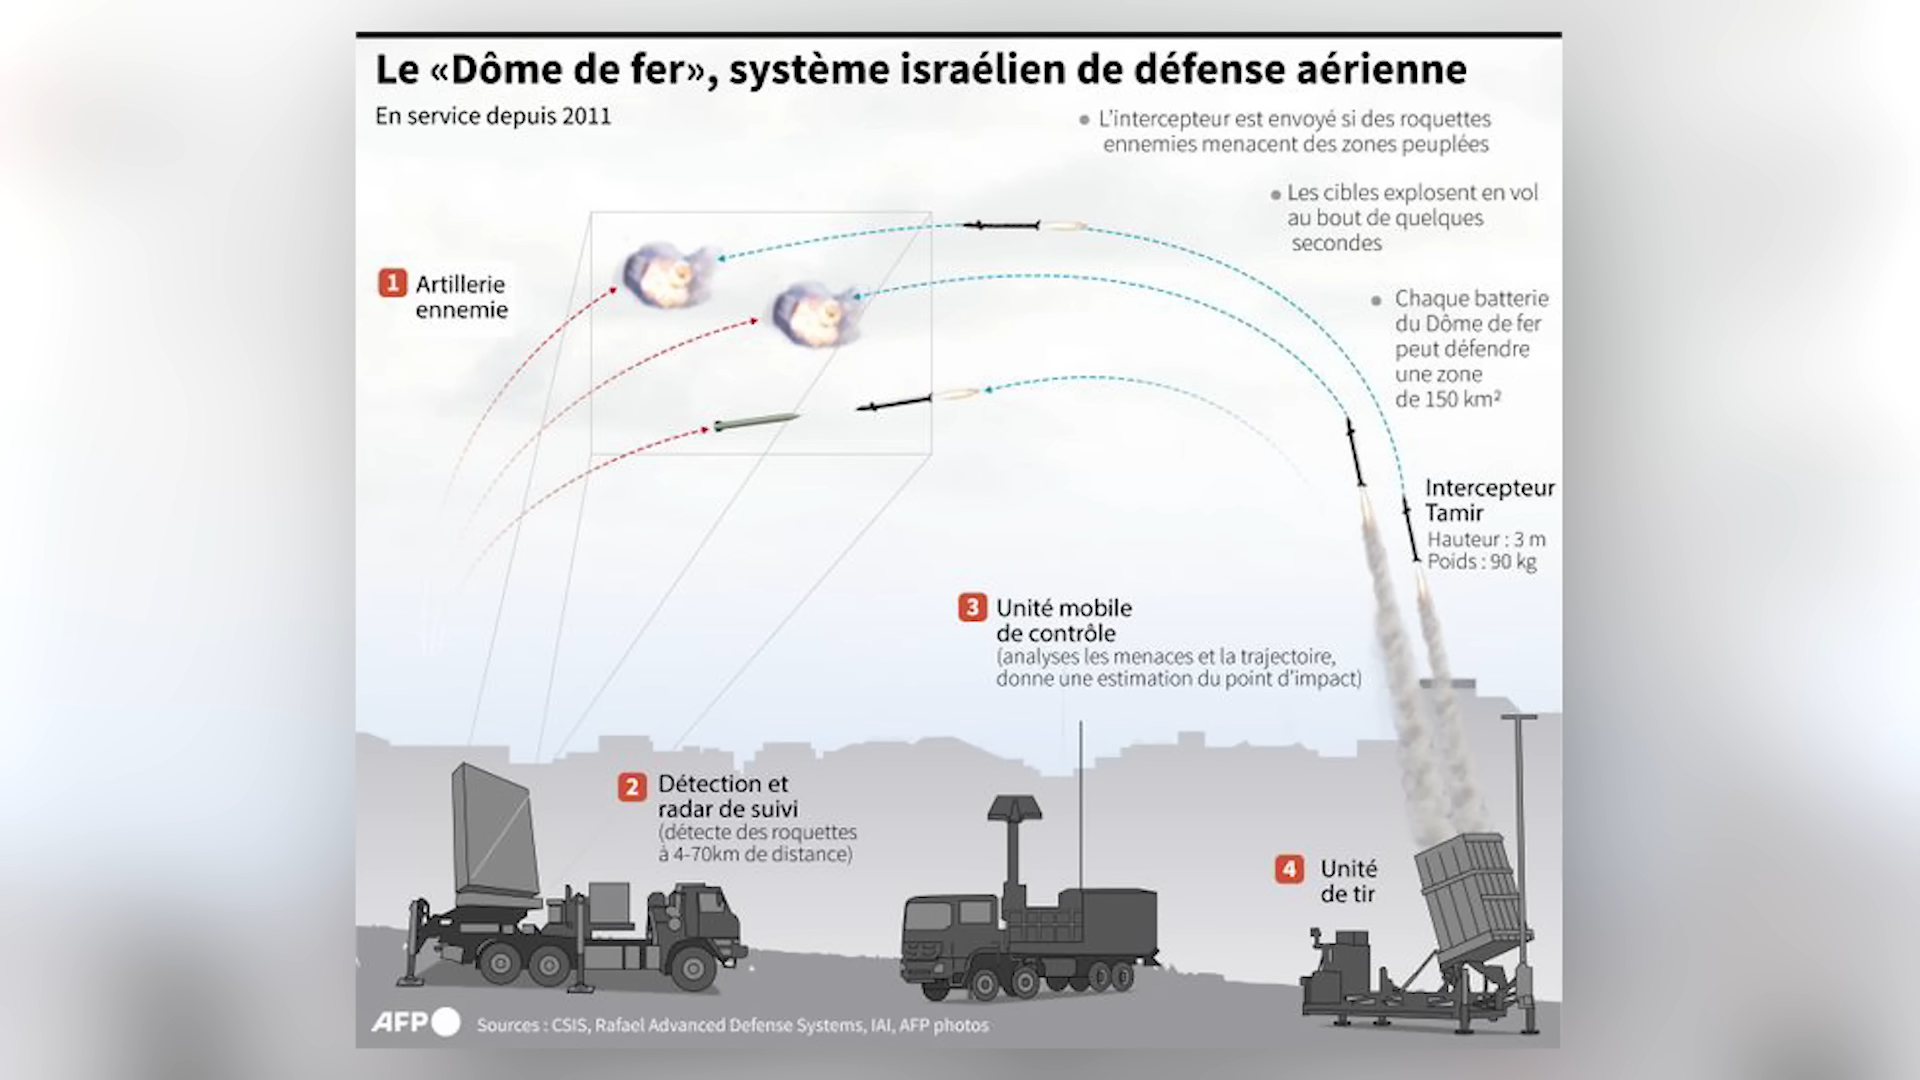 Le «Dôme de fer», système israélien de défense aérienne
En service depuis 2011
L'intercepteur est envoyé si des roquettes
ennemies menacent des zones peuplées
Les cibles explosent en vol
au bout de quelques
secondes
1 Artillerie
ennemie
Chaque batterie
du Dôme de fer
peut défendre
une zone
de 150 km²
Intercepteur
Tamir
Hauteur : 3 m
Poids : 90 kg
3 Unité mobile
de contrôle
(analyses les menaces et la trajectoire,
donne une estimation du point d'impact)
2 Détection et
radar de suivi
(détecte des roquettes
à 4-70km de distance)
4 Unité
de tir
AFP
Sources : CSIS, Rafael Advanced Defense Systems, IAI, AFP photos